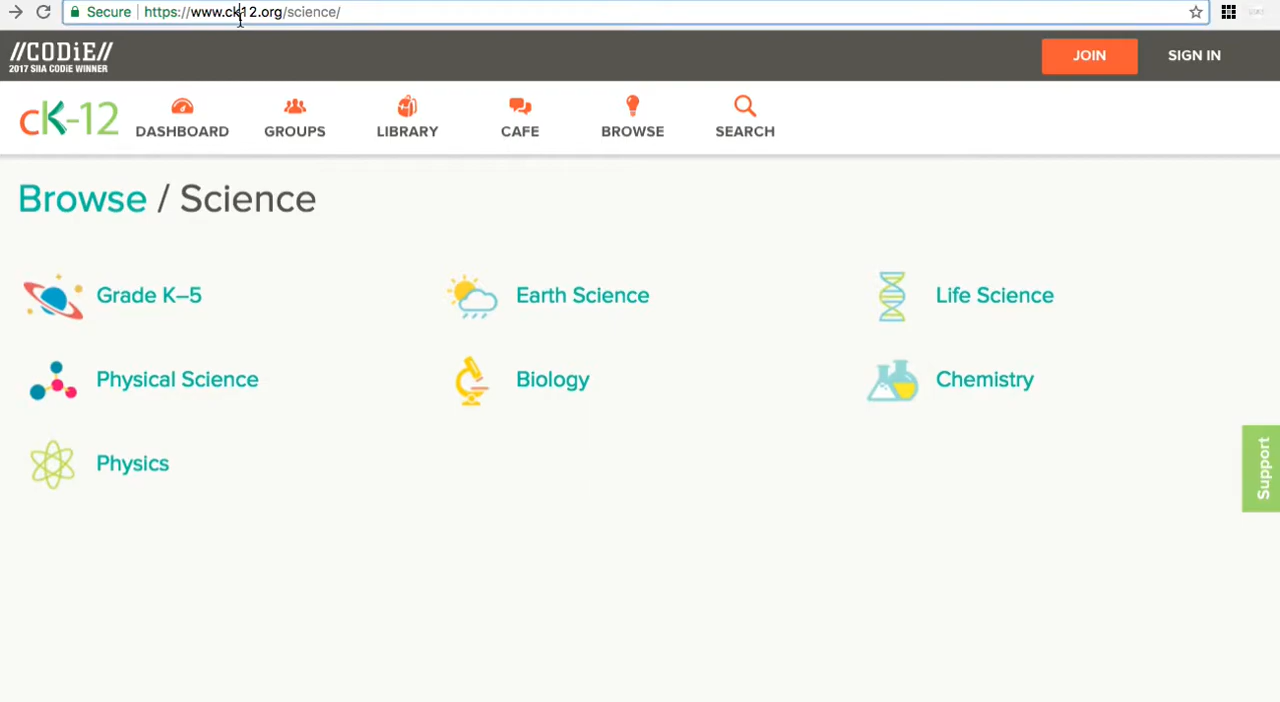 Secure | https://www.ck12.org/science/
//CODiE//
2017 SIIA CODiE WINNER
JOIN
SIGN IN
cK-12
DASHBOARD
GROUPS
LIBRARY
CAFE
BROWSE
SEARCH
Browse / Science
Grade K–5
Earth Science
Life Science
Physical Science
Biology
Chemistry
Physics
Support